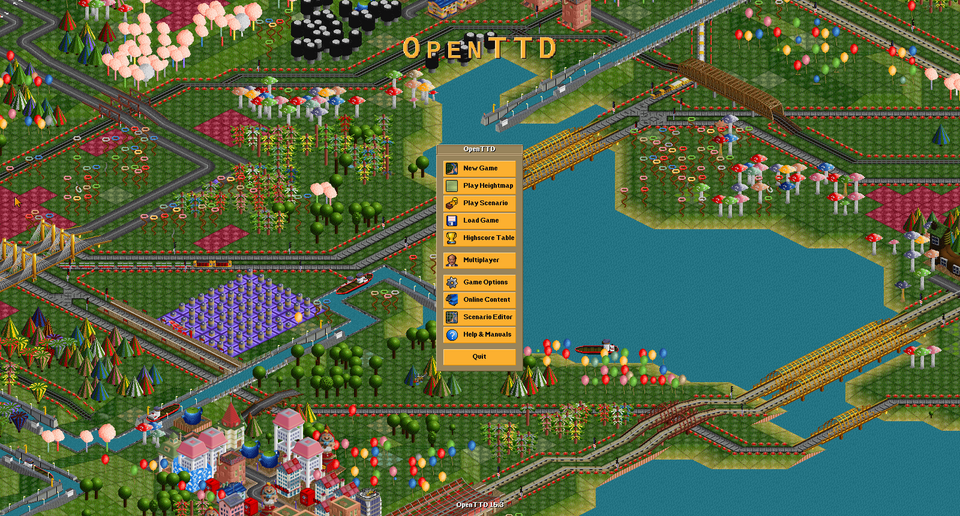 OpenTTD
OpenTTD
New Game
Play Heightmap
Play Scenario
Load Game
Highscore Table
Multiplayer
Game Options
Online Content
Scenario Editor
Help & Manuals
Quit
OpenTTD 15.3